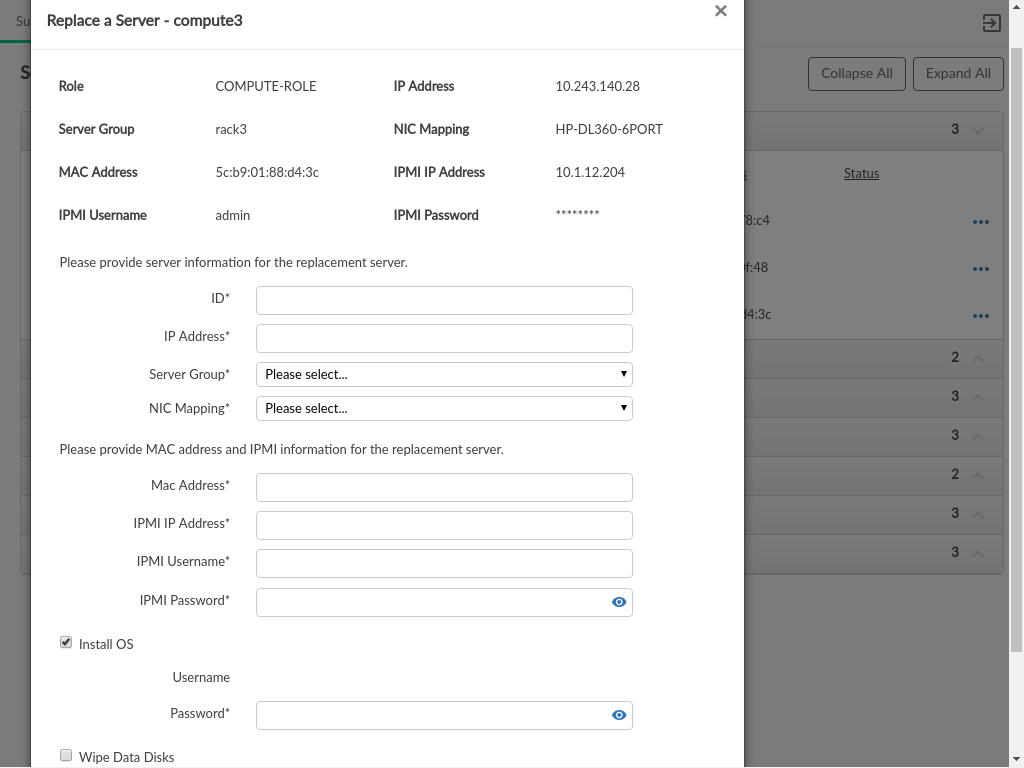 Replace a Server - compute3
Su
S
Collapse All
Expand All
Role COMPUTE-ROLE IP Address 10.243.140.28
Server Group rack3 NIC Mapping HP-DL360-6PORT
3
MAC Address 5c:b9:01:88:d4:3c IPMI IP Address 10.1.12.204
s Status
IPMI Username admin IPMI Password ********
78:c4
Please provide server information for the replacement server.
0f:48
ID*
d4:3c
IP Address*
2
Server Group* Please select...
3
NIC Mapping* Please select...
3
Please provide MAC address and IPMI information for the replacement server.
2
Mac Address*
3
IPMI IP Address*
3
IPMI Username*
IPMI Password*
Install OS
Username
Password*
Wipe Data Disks